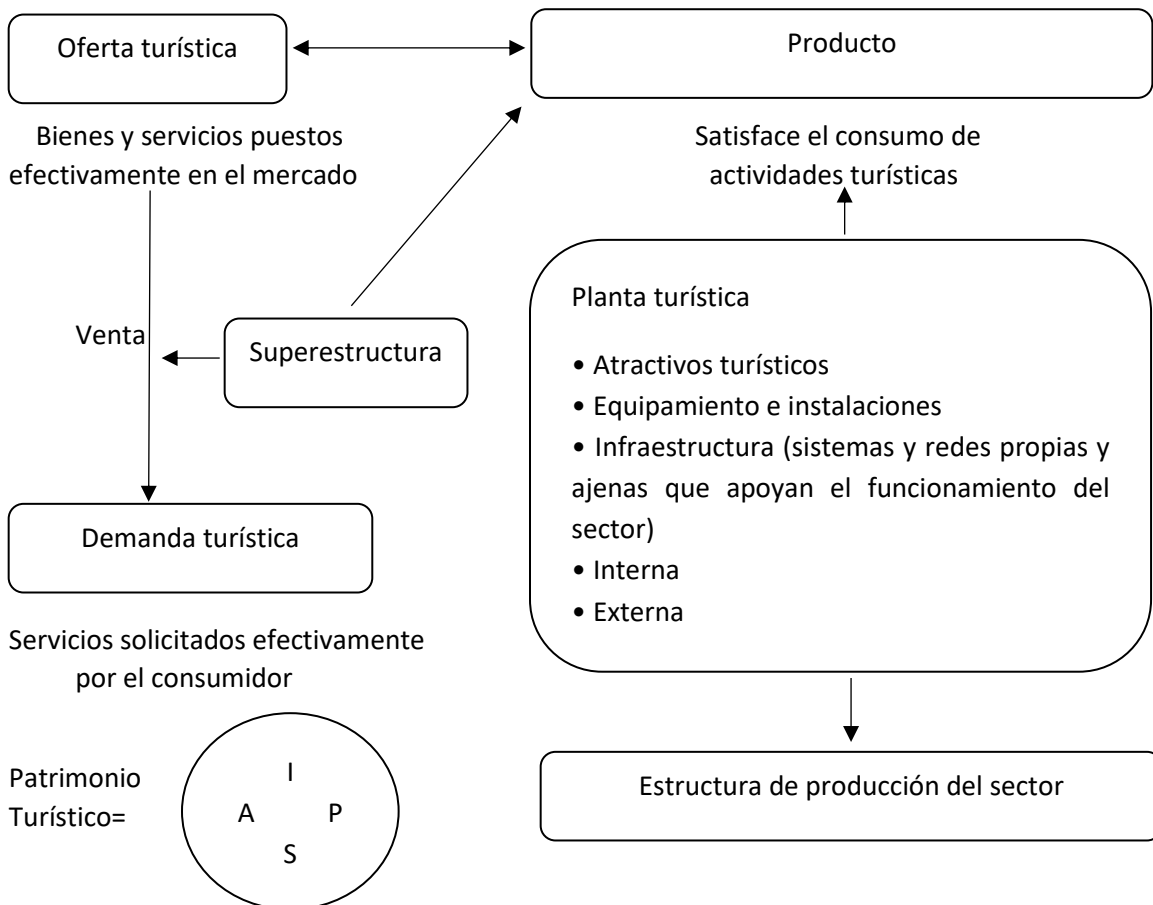 Oferta turística
Producto
Bienes y servicios puestos
efectivamente en el mercado
Satisface el consumo de
actividades turísticas
Venta
Superestructura
Planta turística
• Atractivos turísticos
• Equipamiento e instalaciones
• Infraestructura (sistemas y redes propias y
ajenas que apoyan el funcionamiento del
sector)
• Interna
• Externa
Demanda turística
Servicios solicitados efectivamente
por el consumidor
Patrimonio
Turístico=
I
A P
S
Estructura de producción del sector